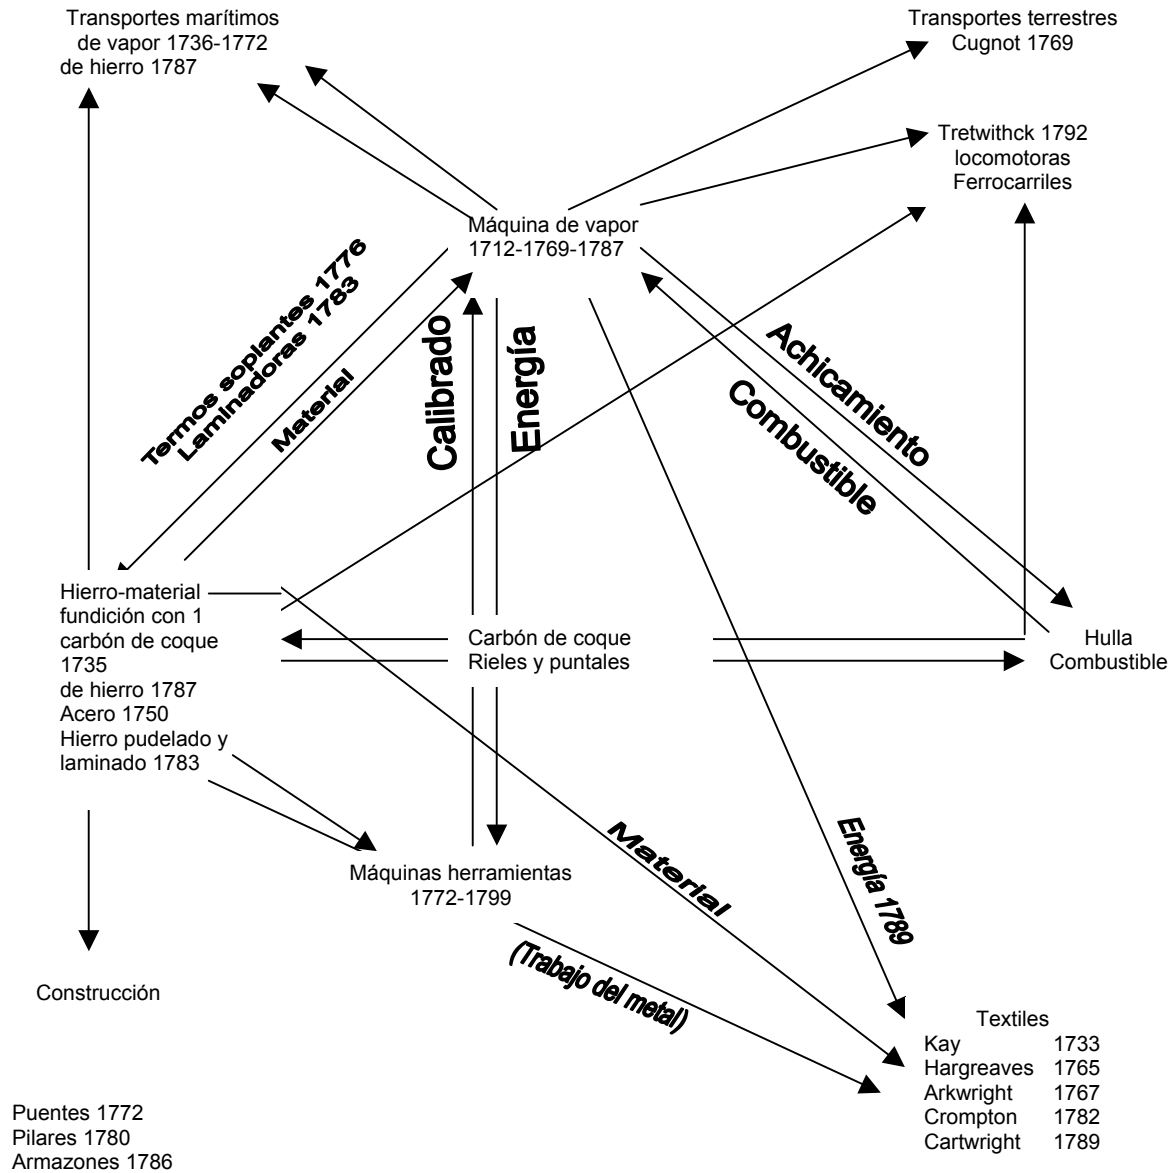 Transportes marítimos
de vapor 1736-1772
de hierro 1787
Transportes terrestres
Cugnot 1769
Tretwithck 1792
locomotoras
Ferrocarriles
Máquina de vapor
1712-1769-1787
Termos soplantes 1776
Laminadoras 1783
Material
Calibrado
Energía
Achicamiento
Combustible
Hierro-material
fundición con 1
carbón de coque
1735
de hierro 1787
Acero 1750
Hierro pudelado y
laminado 1783
Carbón de coque
Rieles y puntales
Hulla
Combustible
Máquinas herramientas
1772-1799
Material
Energía 1789
(Trabajo del metal)
Construcción
Textiles
Kay 1733
Hargreaves 1765
Arkwright 1767
Crompton 1782
Cartwright 1789
Puentes 1772
Pilares 1780
Armazones 1786